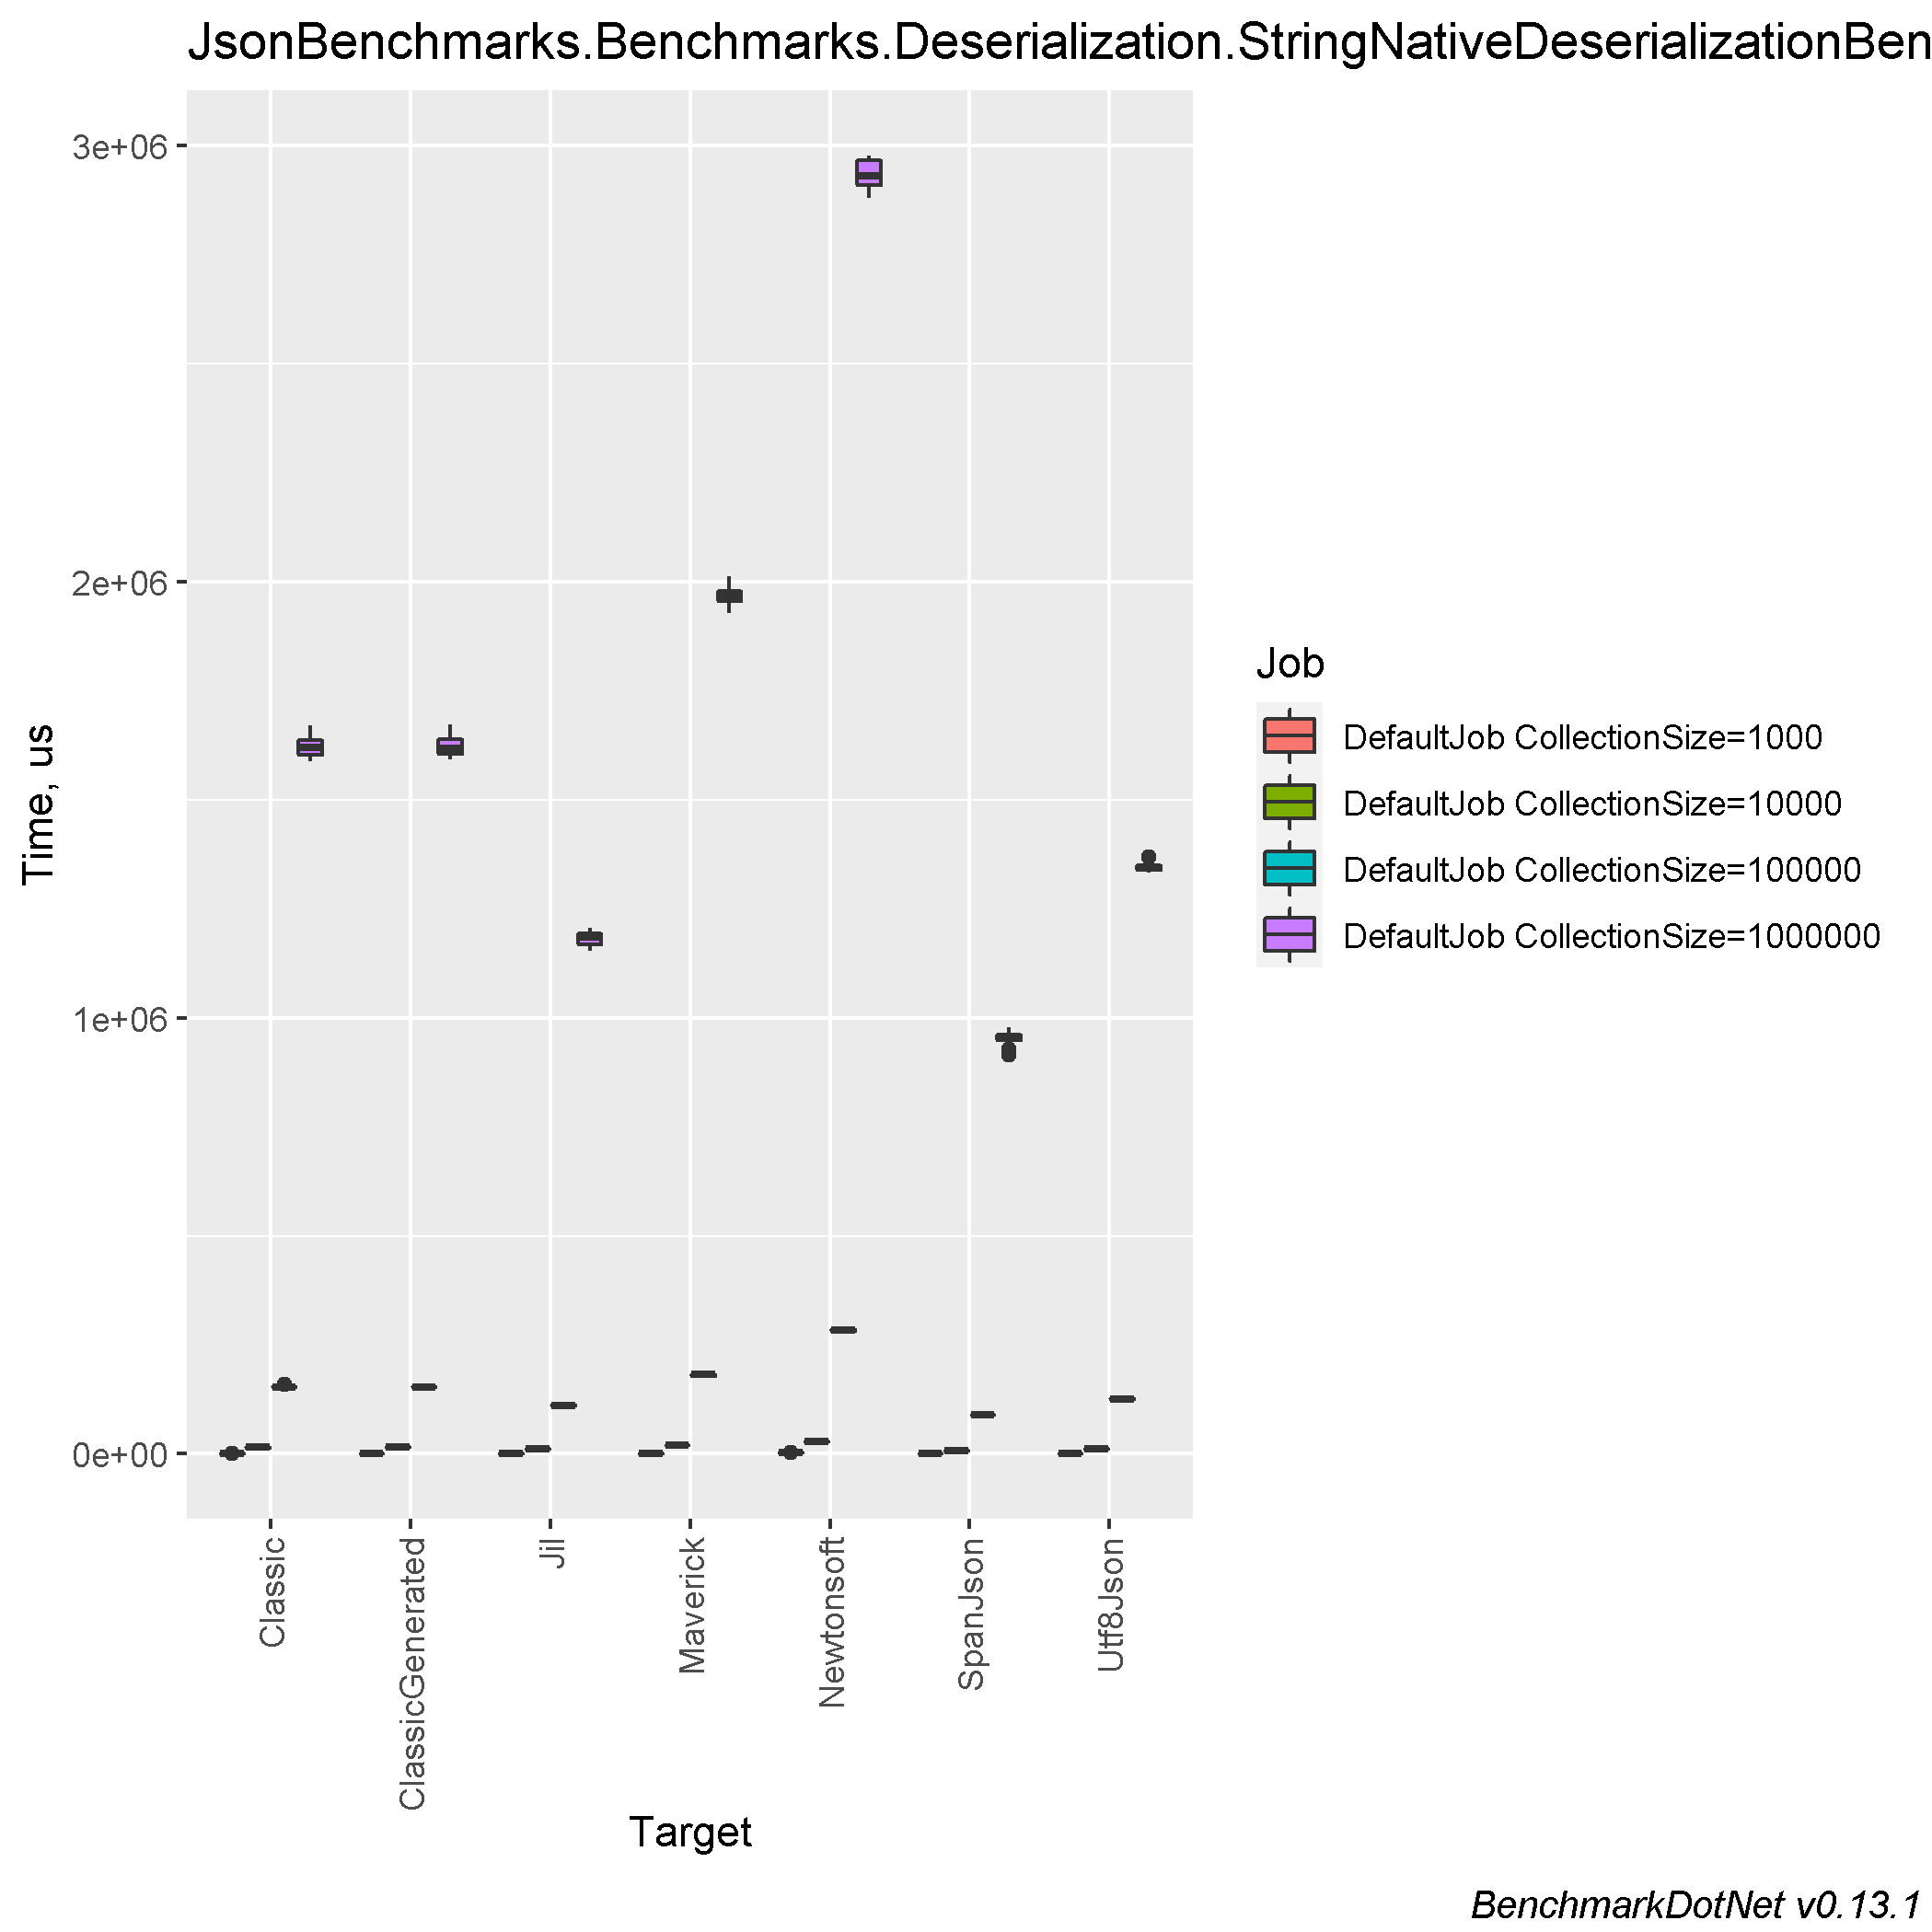 JsonBenchmarks.Benchmarks.Deserialization.StringNativeDeserializationBen
3e+06
2e+06
1e+06
0e+00
Time, us
Classic
ClassicGenerated
Jil
Maverick
Newtonsoft
SpanJson
Utf8Json
Target
Job
DefaultJob CollectionSize=1000
DefaultJob CollectionSize=10000
DefaultJob CollectionSize=100000
DefaultJob CollectionSize=1000000
BenchmarkDotNet v0.13.1